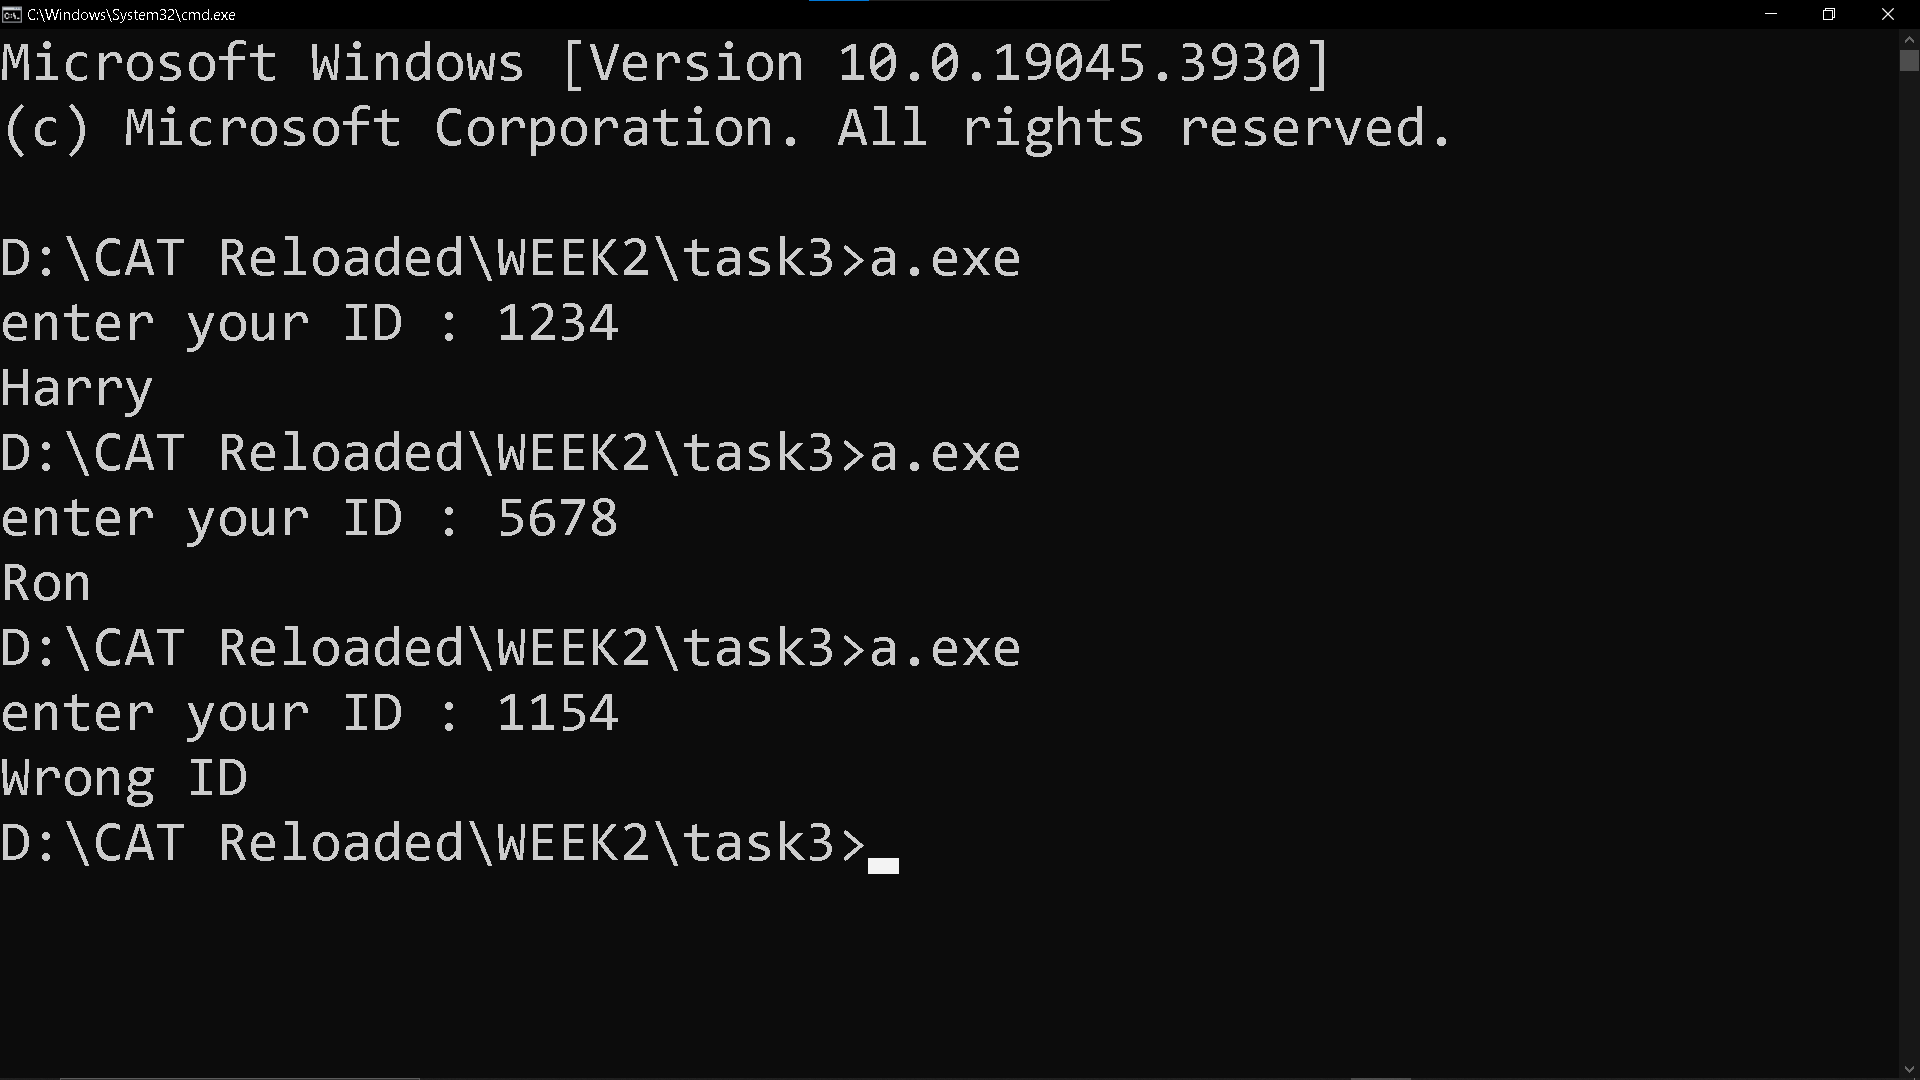 C:\Windows\System32\cmd.exe
Microsoft Windows [Version 10.0.19045.3930]
(c) Microsoft Corporation. All rights reserved.
D:\CAT Reloaded\WEEK2\task3>a.exe
enter your ID : 1234
Harry
D:\CAT Reloaded\WEEK2\task3>a.exe
enter your ID : 5678
Ron
D:\CAT Reloaded\WEEK2\task3>a.exe
enter your ID : 1154
Wrong ID
D:\CAT Reloaded\WEEK2\task3>